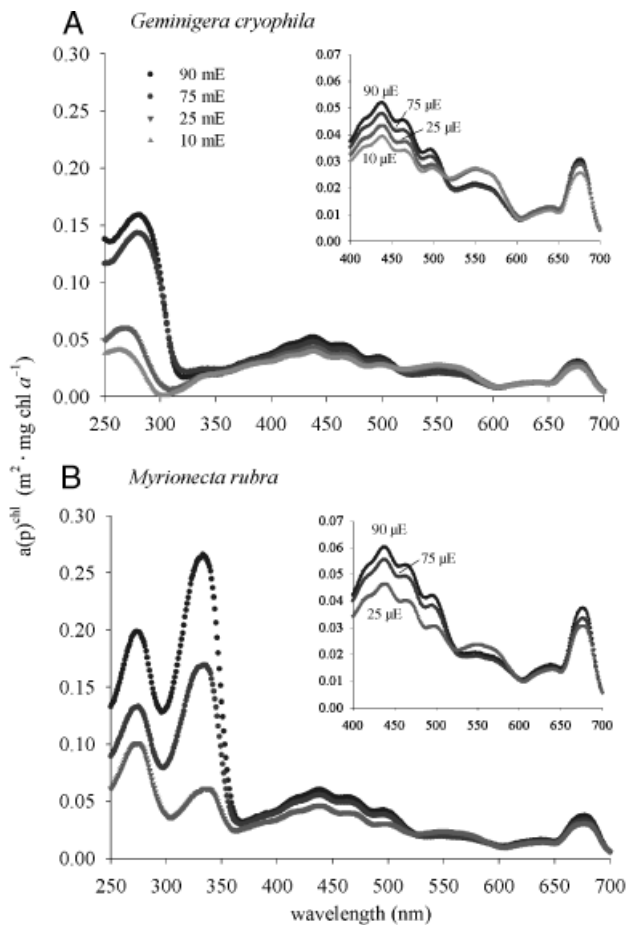 A Geminigera cryophila
0.30
0.25
0.20
0.15
0.10
0.05
0.00
90 mE
75 mE
25 mE
10 mE
0.07
0.06
0.05
0.04
0.03
0.02
0.01
0.00
90 µE
75 µE
25 µE
10 µE
400 450 500 550 600 650 700
250 300 350 400 450 500 550 600 650 700
a(p)^chl (m² · mg chl a⁻¹)
B Myrionecta rubra
0.30
0.25
0.20
0.15
0.10
0.05
0.00
0.07
0.06
0.05
0.04
0.03
0.02
0.01
0.00
90 µE
75 µE
25 µE
400 450 500 550 600 650 700
250 300 350 400 450 500 550 600 650 700
wavelength (nm)